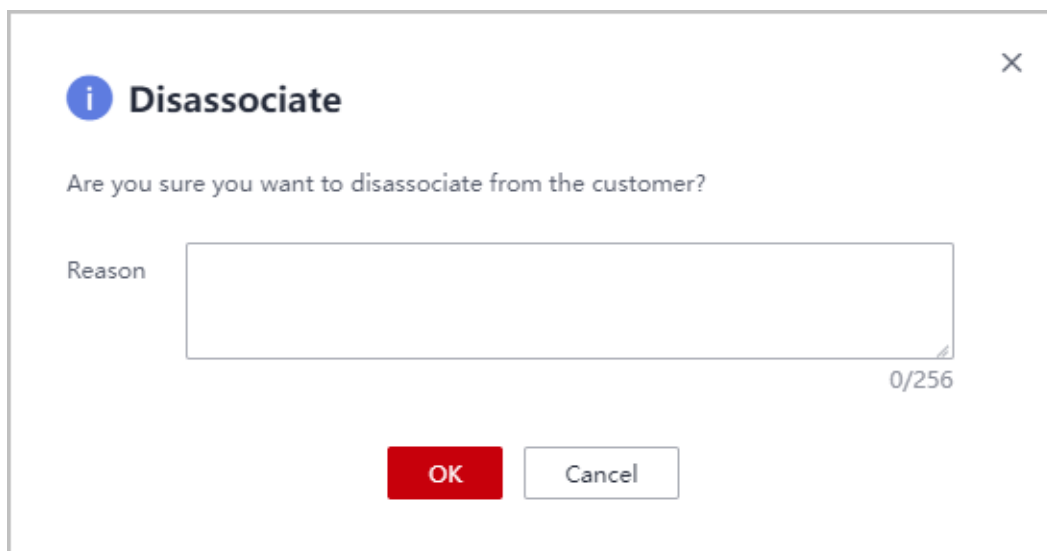 Disassociate
Are you sure you want to disassociate from the customer?
Reason
0/256
OK
Cancel